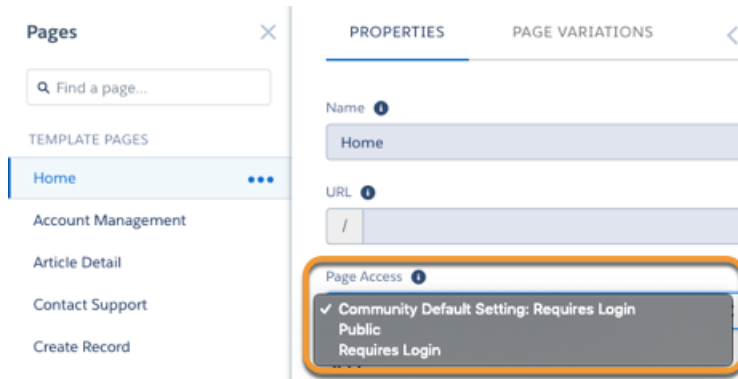 Pages
Find a page...
TEMPLATE PAGES
Home
Account Management
Article Detail
Contact Support
Create Record
PROPERTIES PAGE VARIATIONS
Name
Home
URL
/
Page Access
✓ Community Default Setting: Requires Login
Public
Requires Login